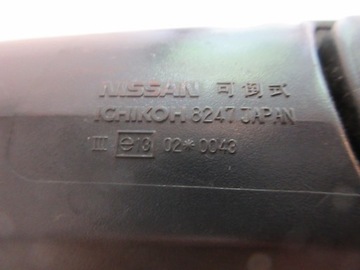 NISSAN 可倒式
ICHIKOH 8247 JAPAN
III e13 02*0043